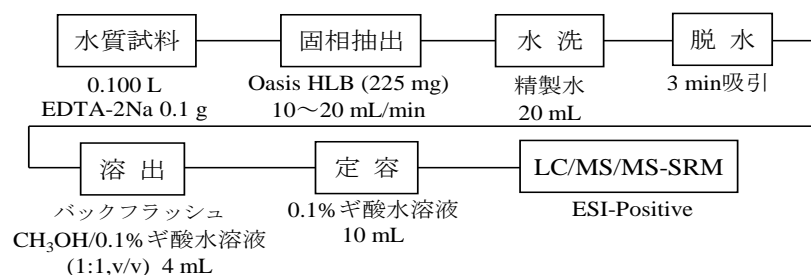 水質試料
固相抽出
水 洗
脱 水
0.100 L
EDTA-2Na 0.1 g
Oasis HLB (225 mg)
10～20 mL/min
精製水
20 mL
3 min吸引
溶 出
定 容
LC/MS/MS-SRM
バックフラッシュ
CH₃OH/0.1%ギ酸水溶液
(1:1,v/v) 4 mL
0.1%ギ酸水溶液
10 mL
ESI-Positive